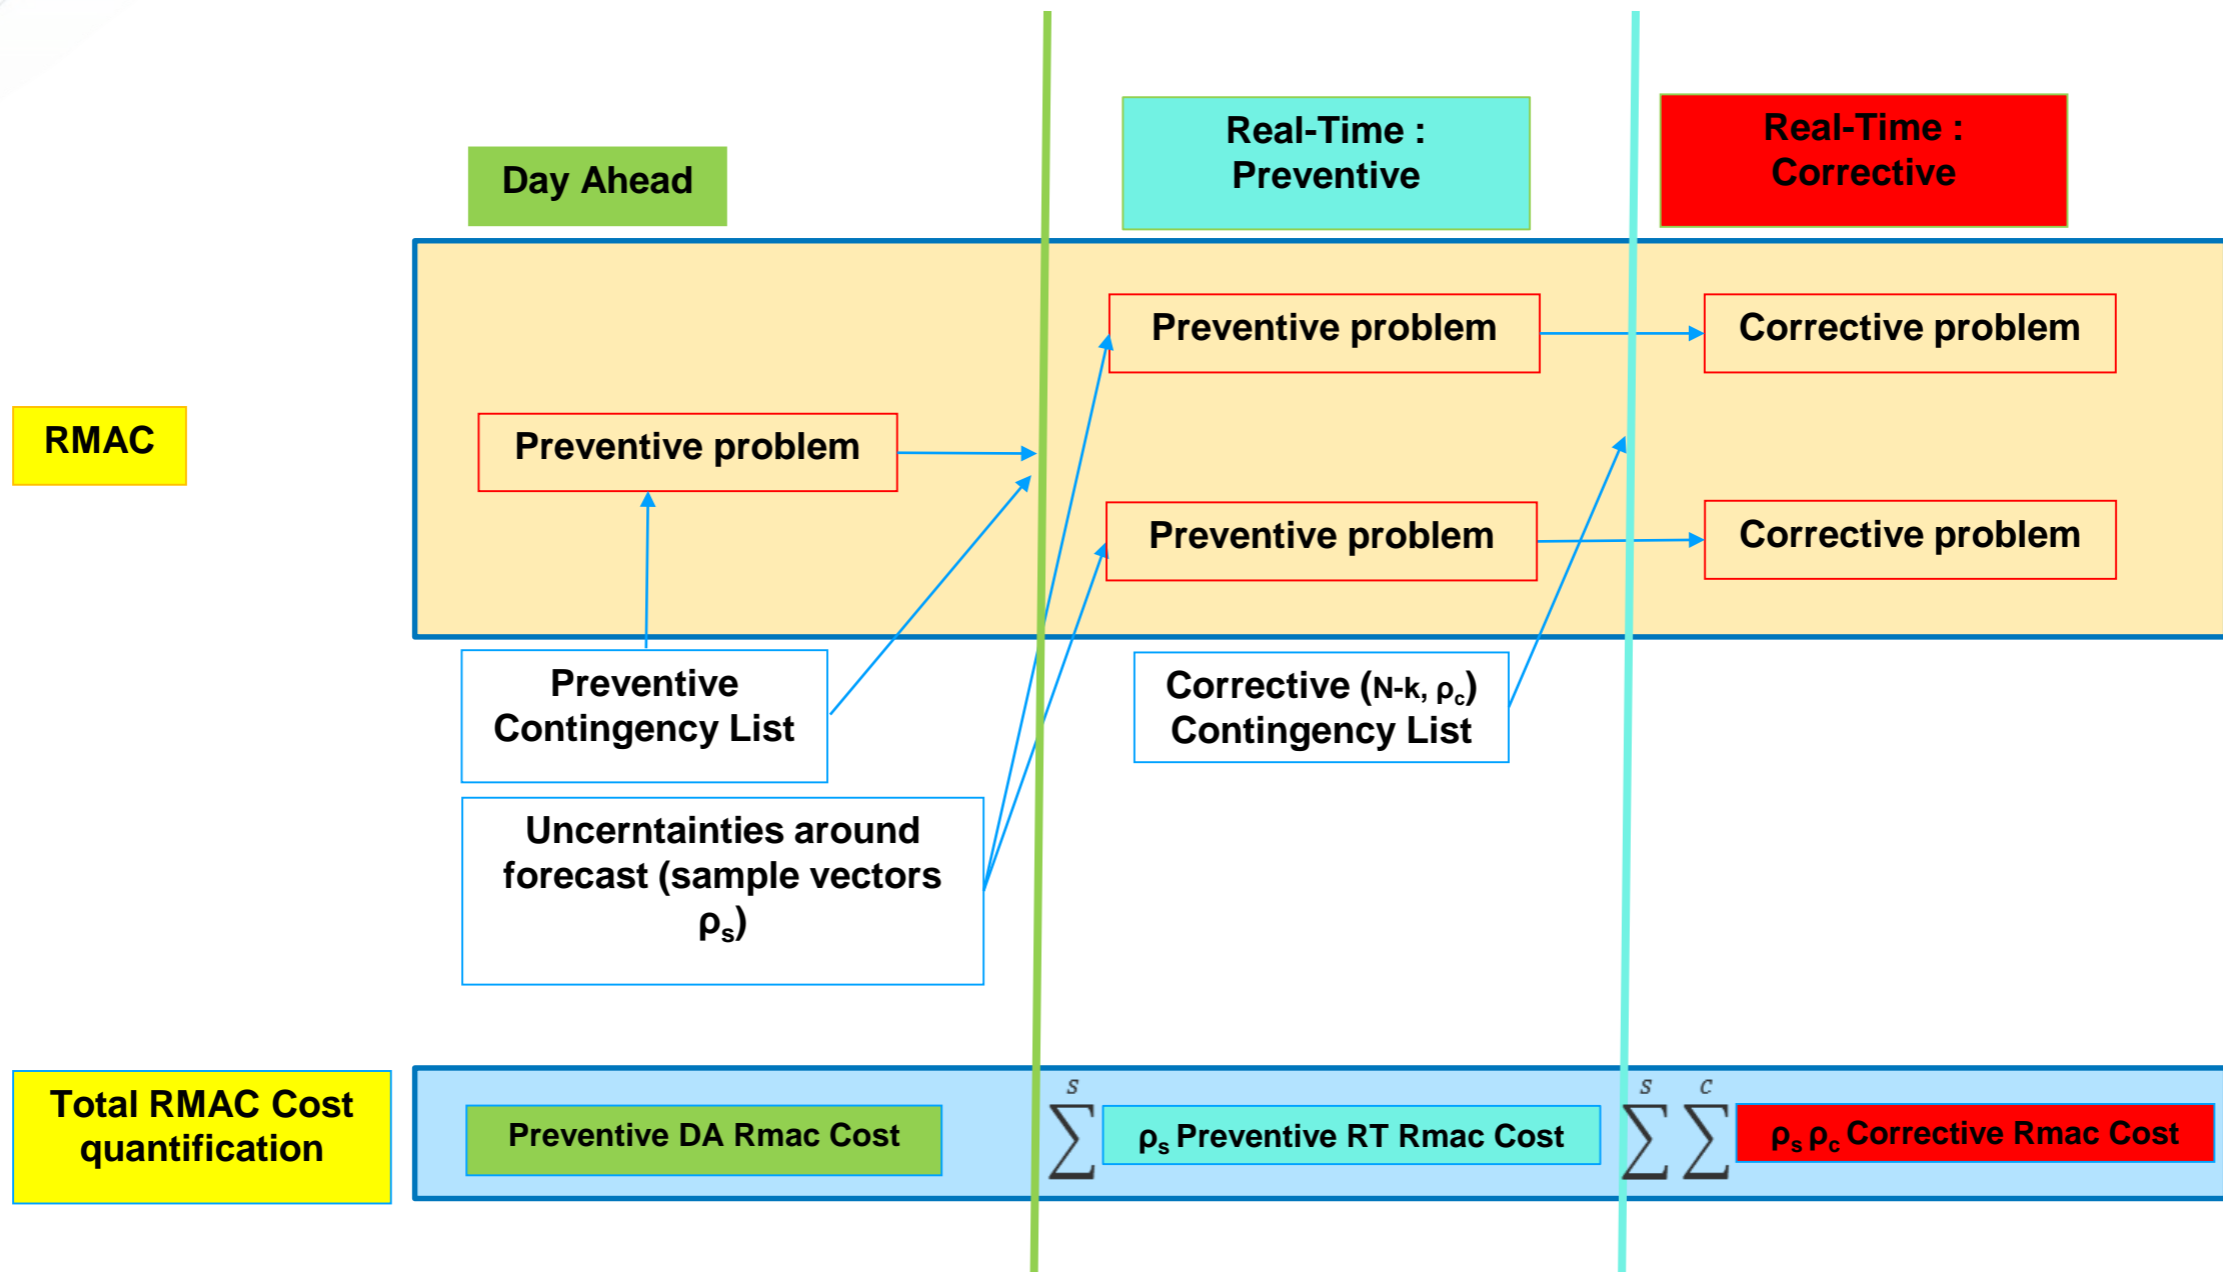 Day Ahead
Real-Time :
Preventive
Real-Time :
Corrective
RMAC
Preventive problem
Preventive problem
Corrective problem
Preventive problem
Corrective problem
Preventive
Contingency List
Corrective (N-k, ρc)
Contingency List
Uncerntainties around
forecast (sample vectors
ρs)
Total RMAC Cost
quantification
Preventive DA Rmac Cost
s
∑
ρs Preventive RT Rmac Cost
s c
∑ ∑
ρs ρc Corrective Rmac Cost